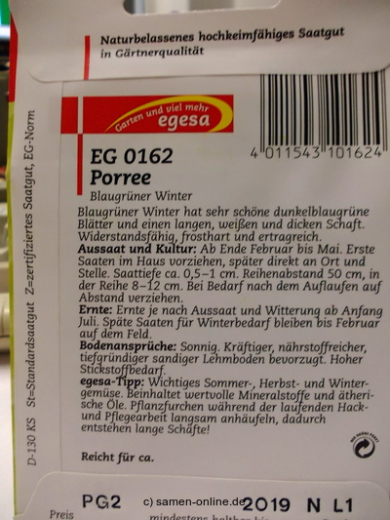 Naturbelassenes hochkeimfähiges Saatgut
in Gärtnerqualität
Garten und viel mehr
egesa
4 011543 101624
EG 0162
Porree
Blaugrüner Winter
Blaugrüner Winter hat sehr schöne dunkelblaugrüne
Blätter und einen langen, weißen und dicken Schaft.
Widerstandsfähig, frosthart und ertragreich.
Aussaat und Kultur: Ab Ende Februar bis Mai. Erste
Saaten im Haus vorziehen, später direkt an Ort und
Stelle. Saattiefe ca. 0,5–1 cm. Reihenabstand 50 cm, in
der Reihe 8–12 cm. Bei Bedarf nach dem Auflaufen auf
Abstand verziehen.
Ernte: Ernte je nach Aussaat und Witterung ab Anfang
Juli. Späte Saaten für Winterbedarf bleiben bis Februar
auf dem Feld.
Bodenansprüche: Sonnig. Kräftiger, nährstoffreicher,
tiefgründiger sandiger Lehmboden bevorzugt. Hoher
Stickstoffbedarf.
egesa-Tipp: Wichtiges Sommer-, Herbst- und Winter-
gemüse. Beinhaltet wertvolle Mineralstoffe und ätheri-
sche Öle. Pflanzfurchen während der laufenden Hack-
und Pflegearbeit langsam anhäufeln, dadurch
entstehen lange Schäfte!
Reicht für ca.
D-130 KS St=Standardsaatgut Z=zertifiziertes Saatgut, EG-Norm
PG2 c) samen-online.de 2019 N L1
Preis mindestens haltbar bis